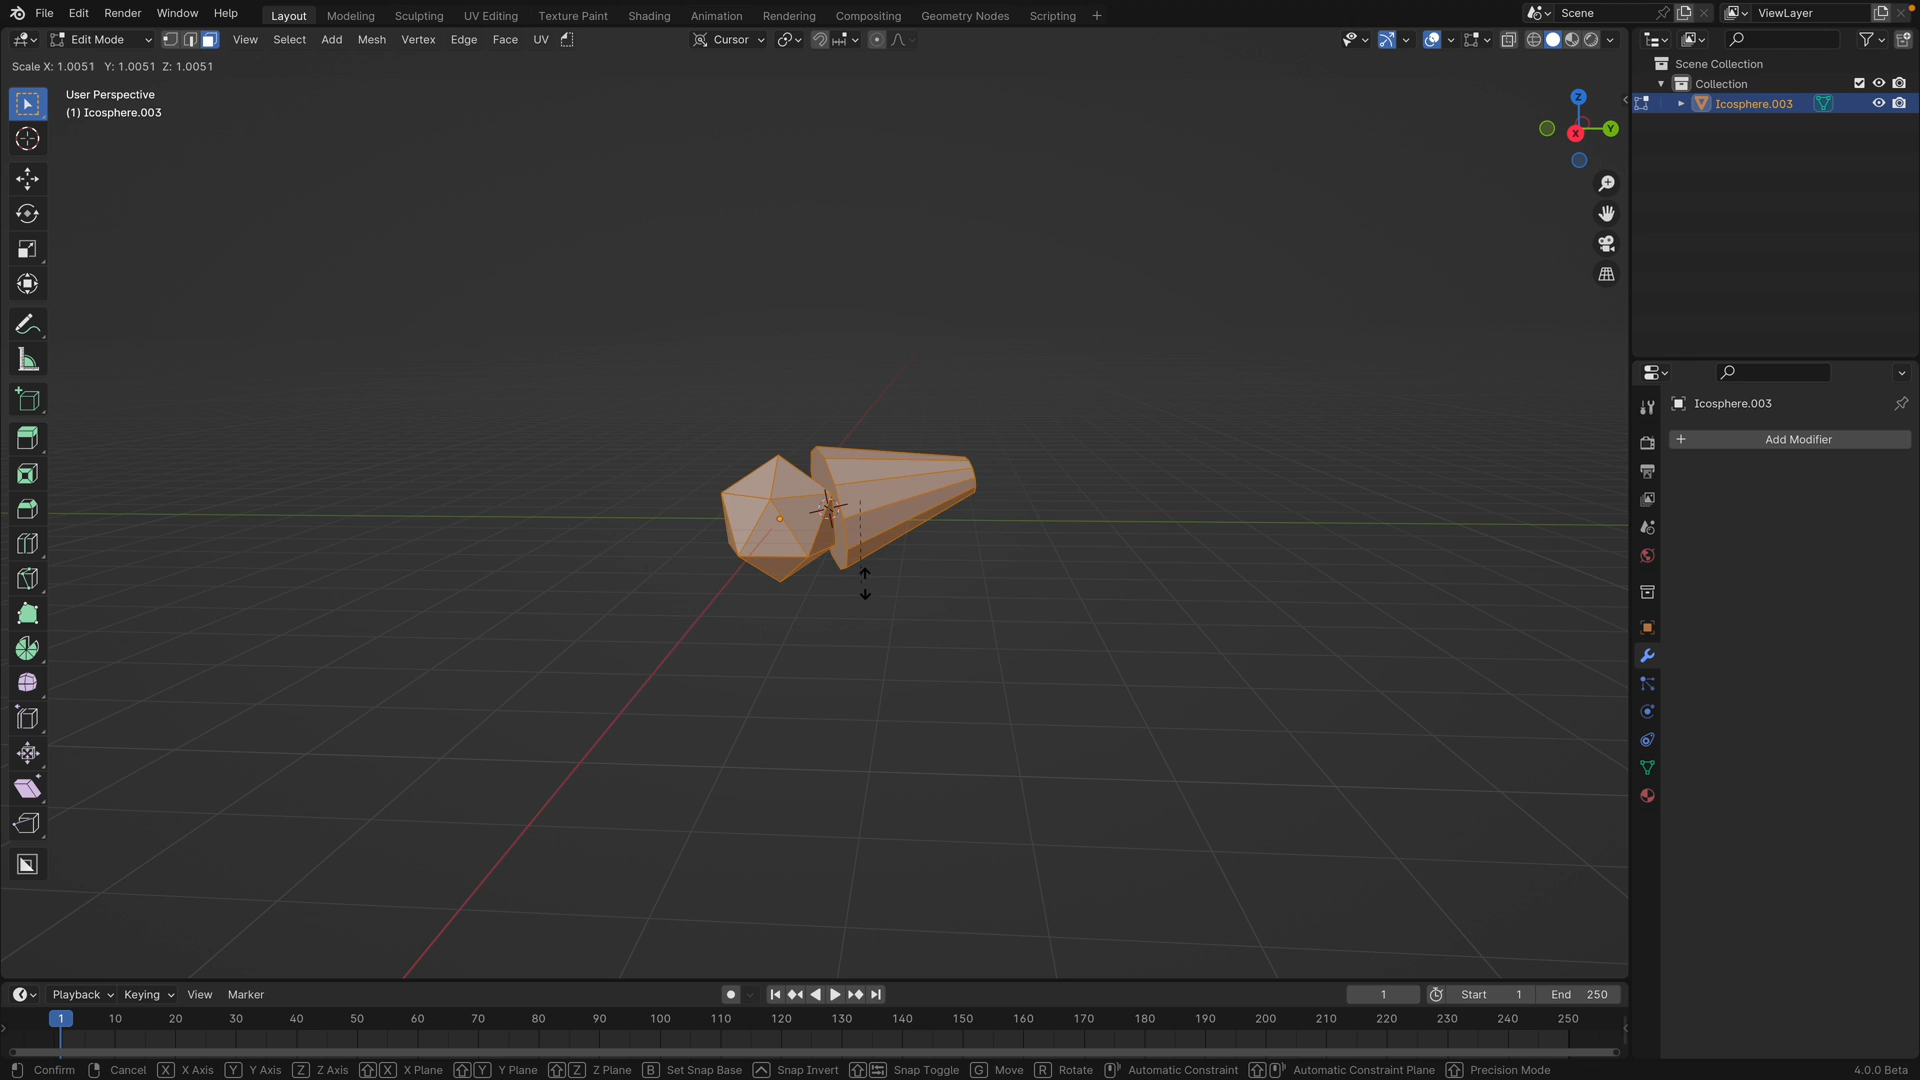 File Edit Render Window Help Layout Modeling Sculpting UV Editing Texture Paint Shading Animation Rendering Compositing Geometry Nodes Scripting + Scene ViewLayer
Edit Mode View Select Add Mesh Vertex Edge Face UV Cursor
Scale X: 1.0051 Y: 1.0051 Z: 1.0051
User Perspective
(1) Icosphere.003
Z
Y
X
Scene Collection
Collection
Icosphere.003
Icosphere.003
+ Add Modifier
Playback Keying View Marker 1 Start 1 End 250
1 10 20 30 40 50 60 70 80 90 100 110 120 130 140 150 160 170 180 190 200 210 220 230 240 250
Confirm Cancel X X Axis Y Y Axis Z Z Axis X X Plane Y Y Plane Z Z Plane B Set Snap Base Snap Invert Snap Toggle G Move R Rotate Automatic Constraint Automatic Constraint Plane Precision Mode 4.0.0 Beta